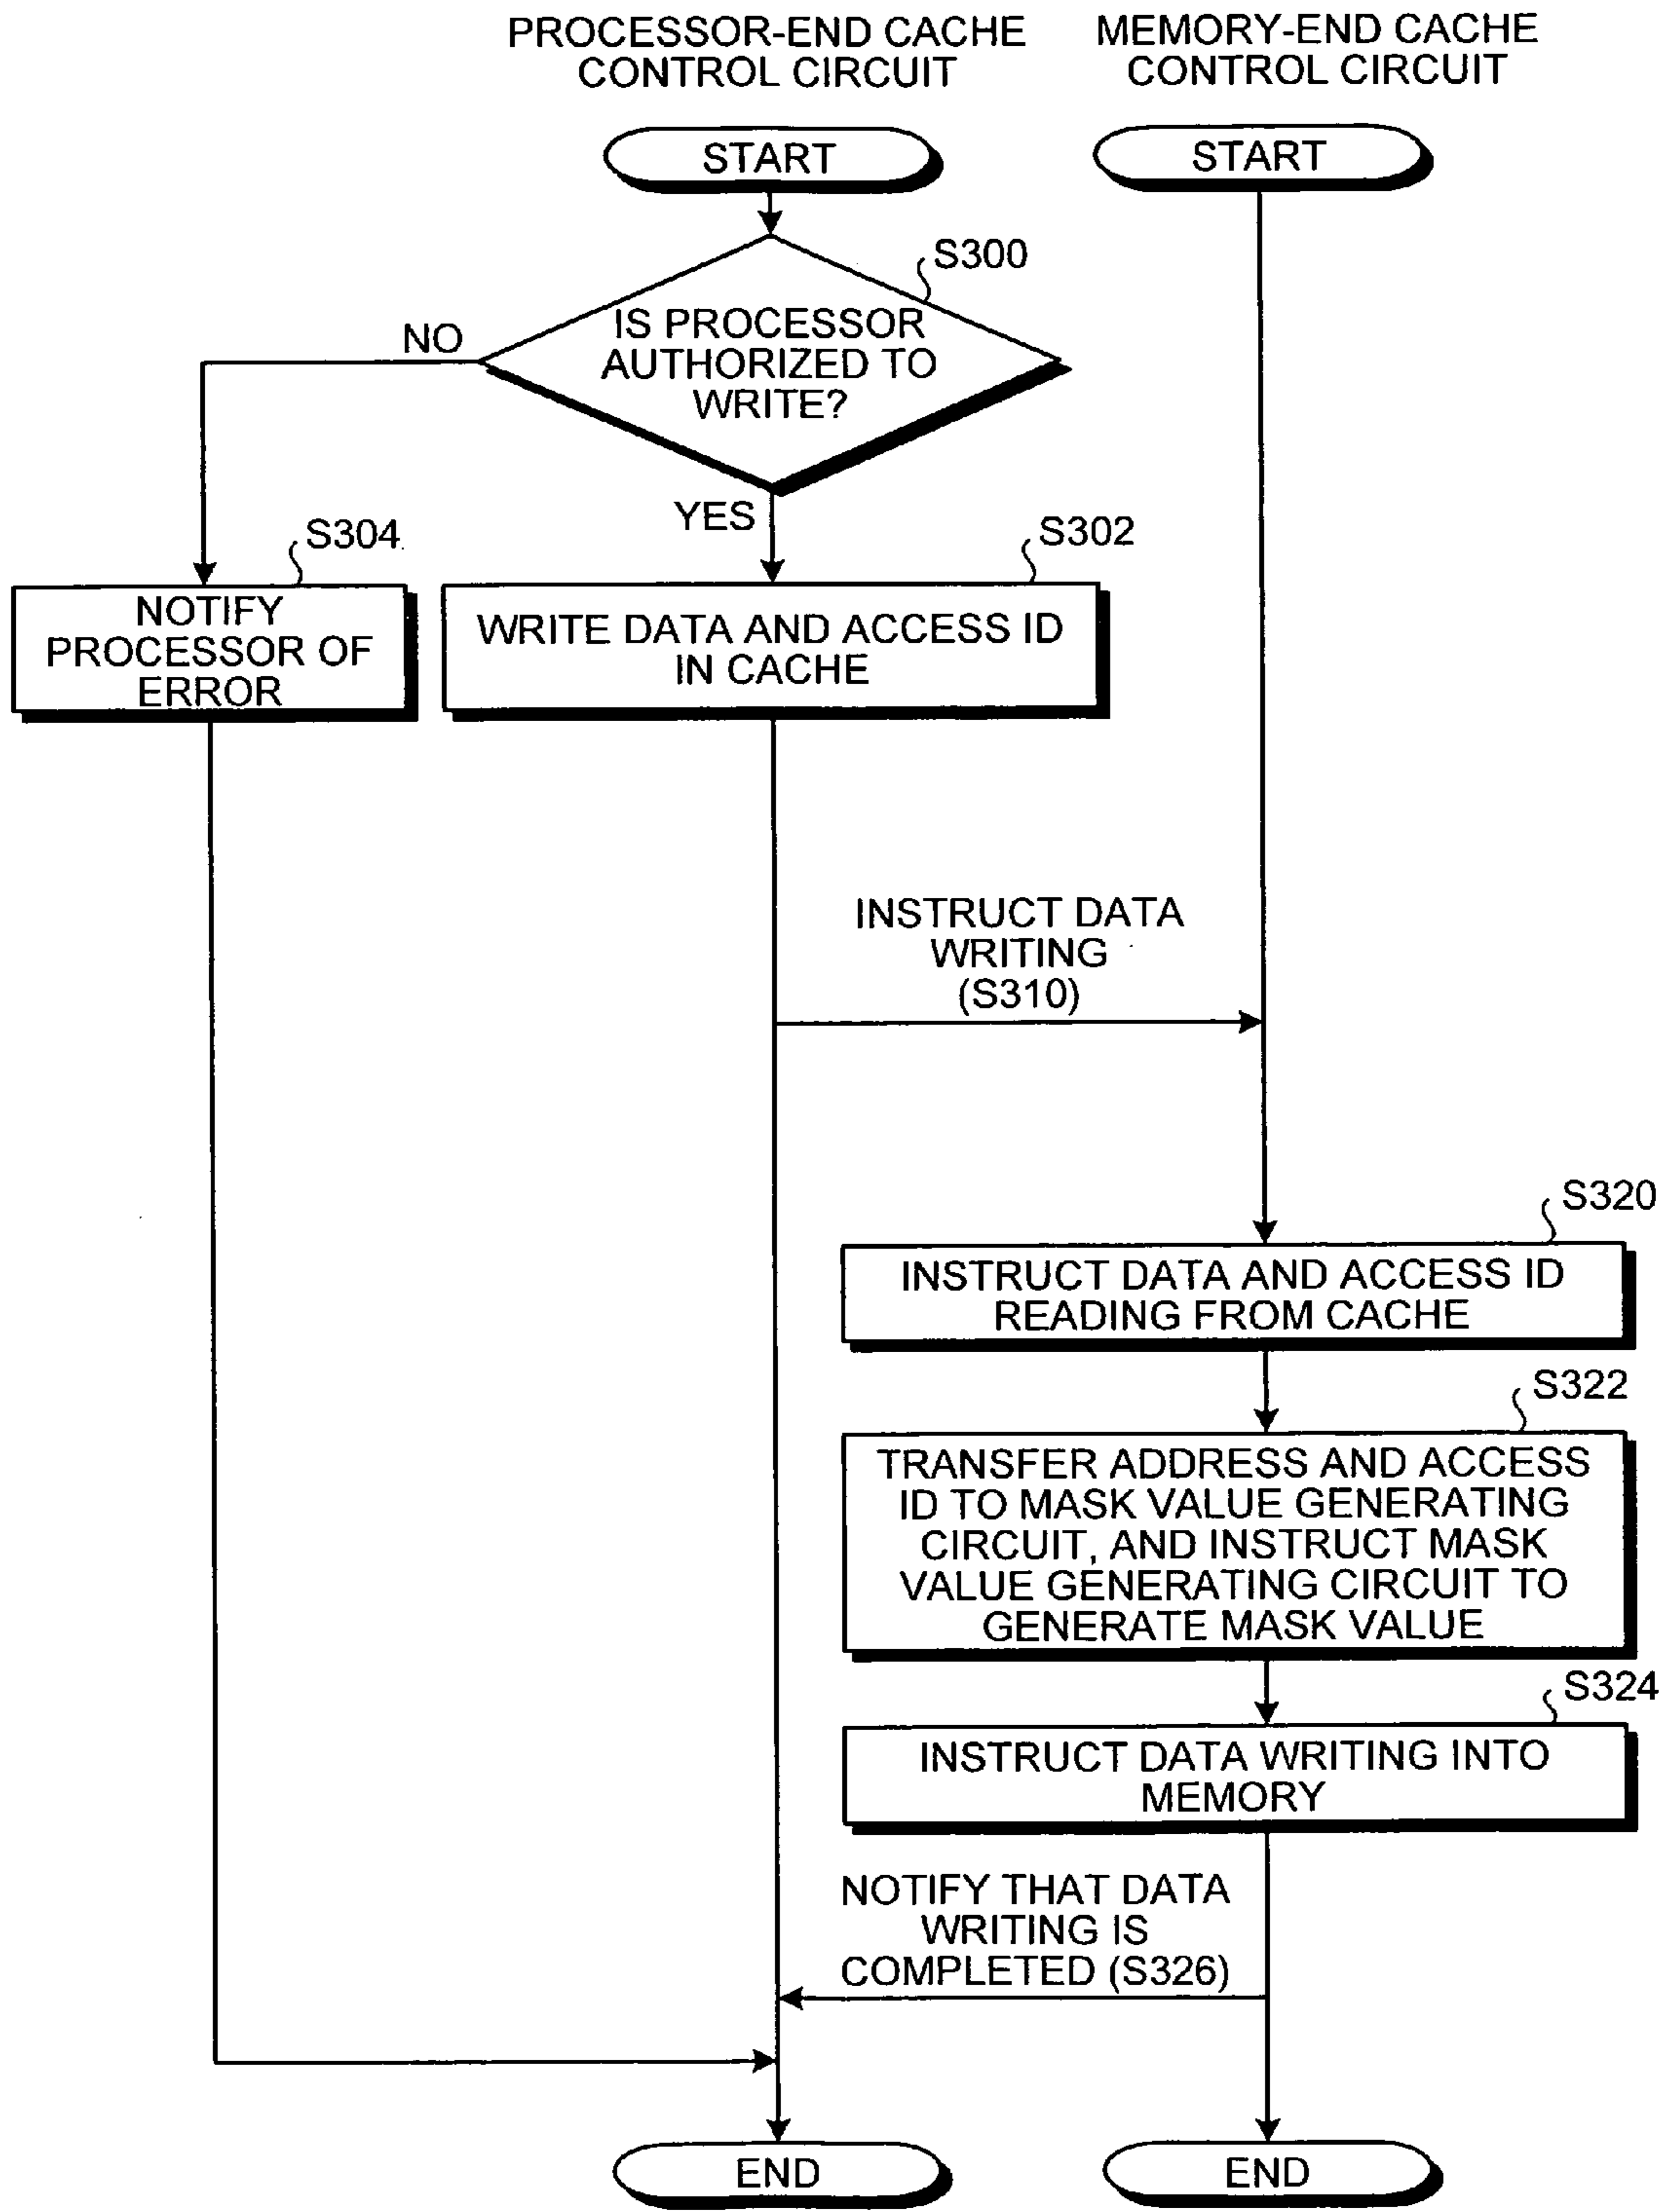 PROCESSOR-END CACHE
CONTROL CIRCUIT
MEMORY-END CACHE
CONTROL CIRCUIT
START
START
S300
IS PROCESSOR
AUTHORIZED TO
WRITE?
NO
YES
S304
S302
NOTIFY
PROCESSOR OF
ERROR
WRITE DATA AND ACCESS ID
IN CACHE
INSTRUCT DATA
WRITING
(S310)
S320
INSTRUCT DATA AND ACCESS ID
READING FROM CACHE
S322
TRANSFER ADDRESS AND ACCESS
ID TO MASK VALUE GENERATING
CIRCUIT, AND INSTRUCT MASK
VALUE GENERATING CIRCUIT TO
GENERATE MASK VALUE
S324
INSTRUCT DATA WRITING INTO
MEMORY
NOTIFY THAT DATA
WRITING IS
COMPLETED (S326)
END
END